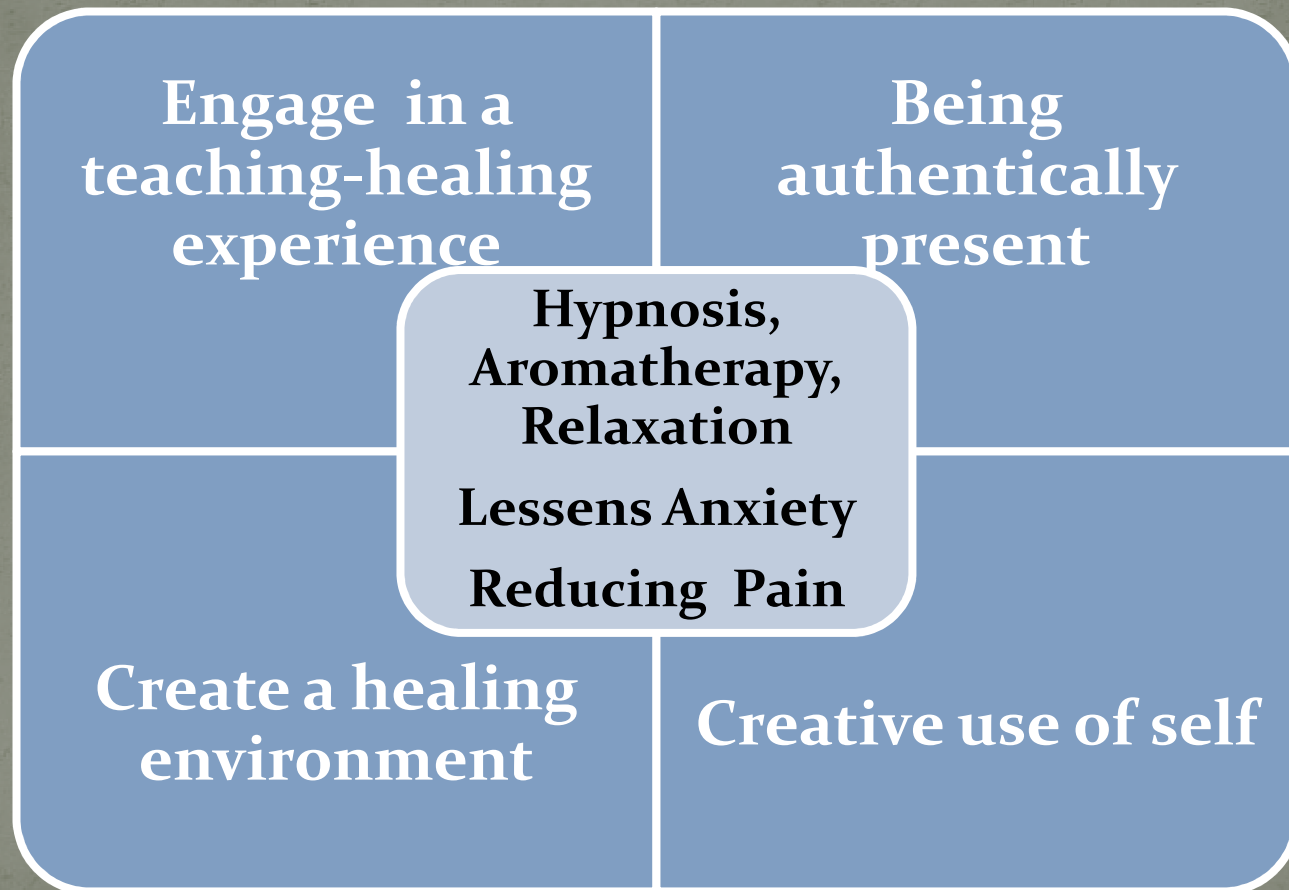 Engage in a
teaching-healing
experience
Being
authentically
present
Hypnosis,
Aromatherapy,
Relaxation
Lessens Anxiety
Reducing Pain
Create a healing
environment
Creative use of self